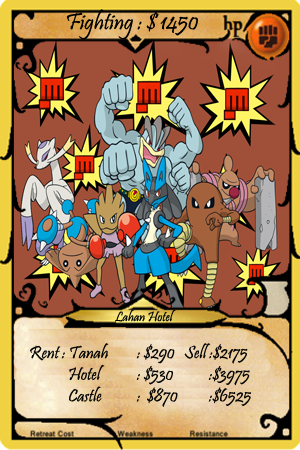 Fighting : $ 1450 hp
Lahan Hotel
Rent : Tanah : $290 Sell :$2175
Hotel : $530 :$3975
Castle : $870 :$6525
Retreat Cost Weakness Resistance